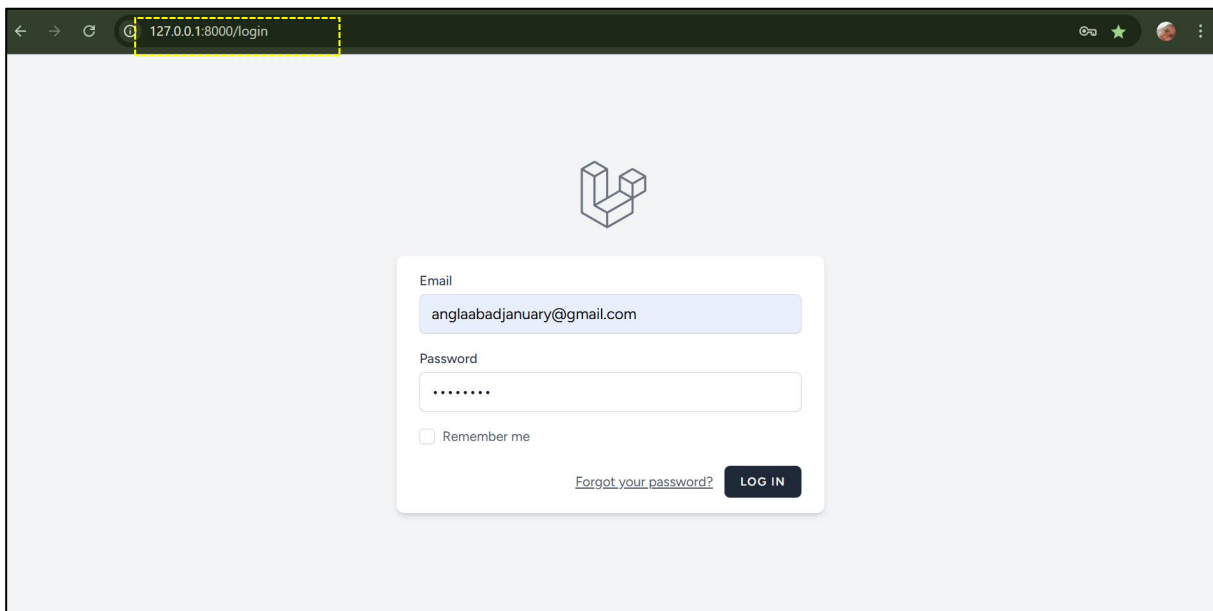 127.0.0.1:8000/login
Email
anglaabadjanuary@gmail.com
Password
••••••••
Remember me
Forgot your password? LOG IN